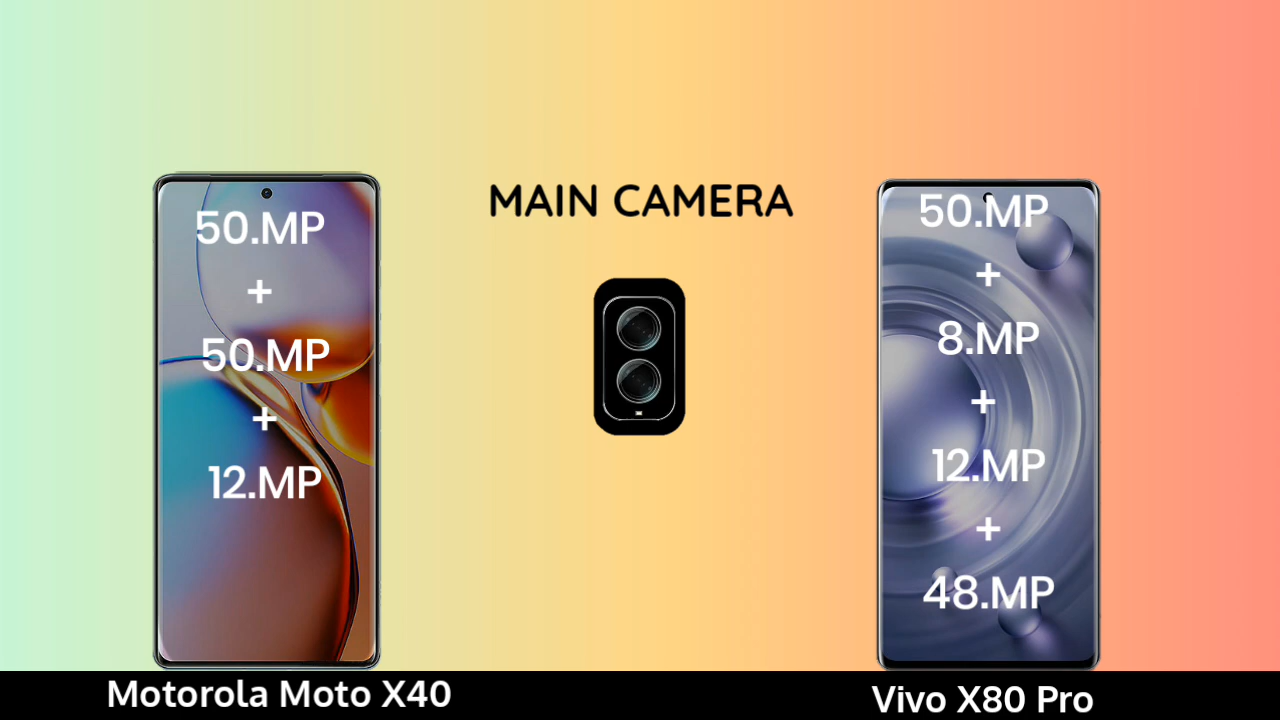 MAIN CAMERA
50.MP
+
50.MP
+
12.MP
50.MP
+
8.MP
+
12.MP
+
48.MP
Motorola Moto X40
Vivo X80 Pro